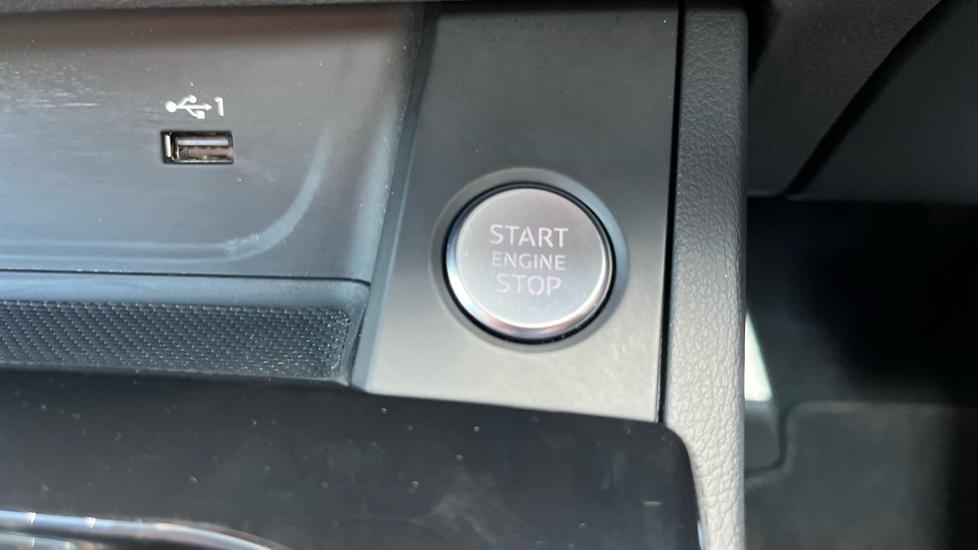 1
START
ENGINE
STOP